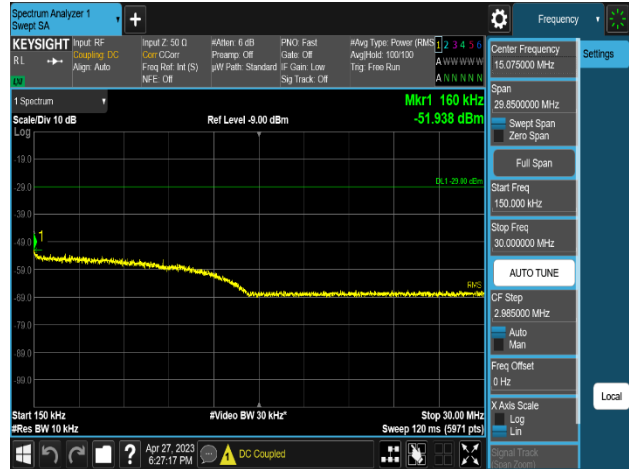 Spectrum Analyzer 1
Swept SA
Frequency
KEYSIGHT
Input: RF
Input Z: 50 Ω
#Atten: 6 dB
PNO: Fast
#Avg Type: Power (RMS
1 2 3 4 5 6
RL
Coupling: DC
Corr CCorr
Preamp: Off
Gate: Off
Avg|Hold: 100/100
A W W W W W
Align: Auto
Freq Ref: Int (S)
µW Path: Standard
IF Gain: Low
Trig: Free Run
NFE: Off
Sig Track: Off
A N N N N N
LW
1 Spectrum
Mkr1 160 kHz
Scale/Div 10 dB
Ref Level -9.00 dBm
-51.938 dBm
Log
-19.0
DL1 -29.00 dBm
-29.0
-39.0
1
-49.0
-59.0
RMS
-69.0
-79.0
-89.0
-99.0
Start 150 kHz
#Video BW 30 kHz*
Stop 30.00 MHz
#Res BW 10 kHz
Sweep 120 ms (5971 pts)
Apr 27, 2023
6:27:17 PM
DC Coupled
Center Frequency
15.075000 MHz
Settings
Span
29.8500000 MHz
Swept Span
Zero Span
Full Span
Start Freq
150.000 kHz
Stop Freq
30.000000 MHz
AUTO TUNE
CF Step
2.985000 MHz
Auto
Man
Freq Offset
0 Hz
X Axis Scale
Log
Lin
Local
Signal Track
(Span Zoom)